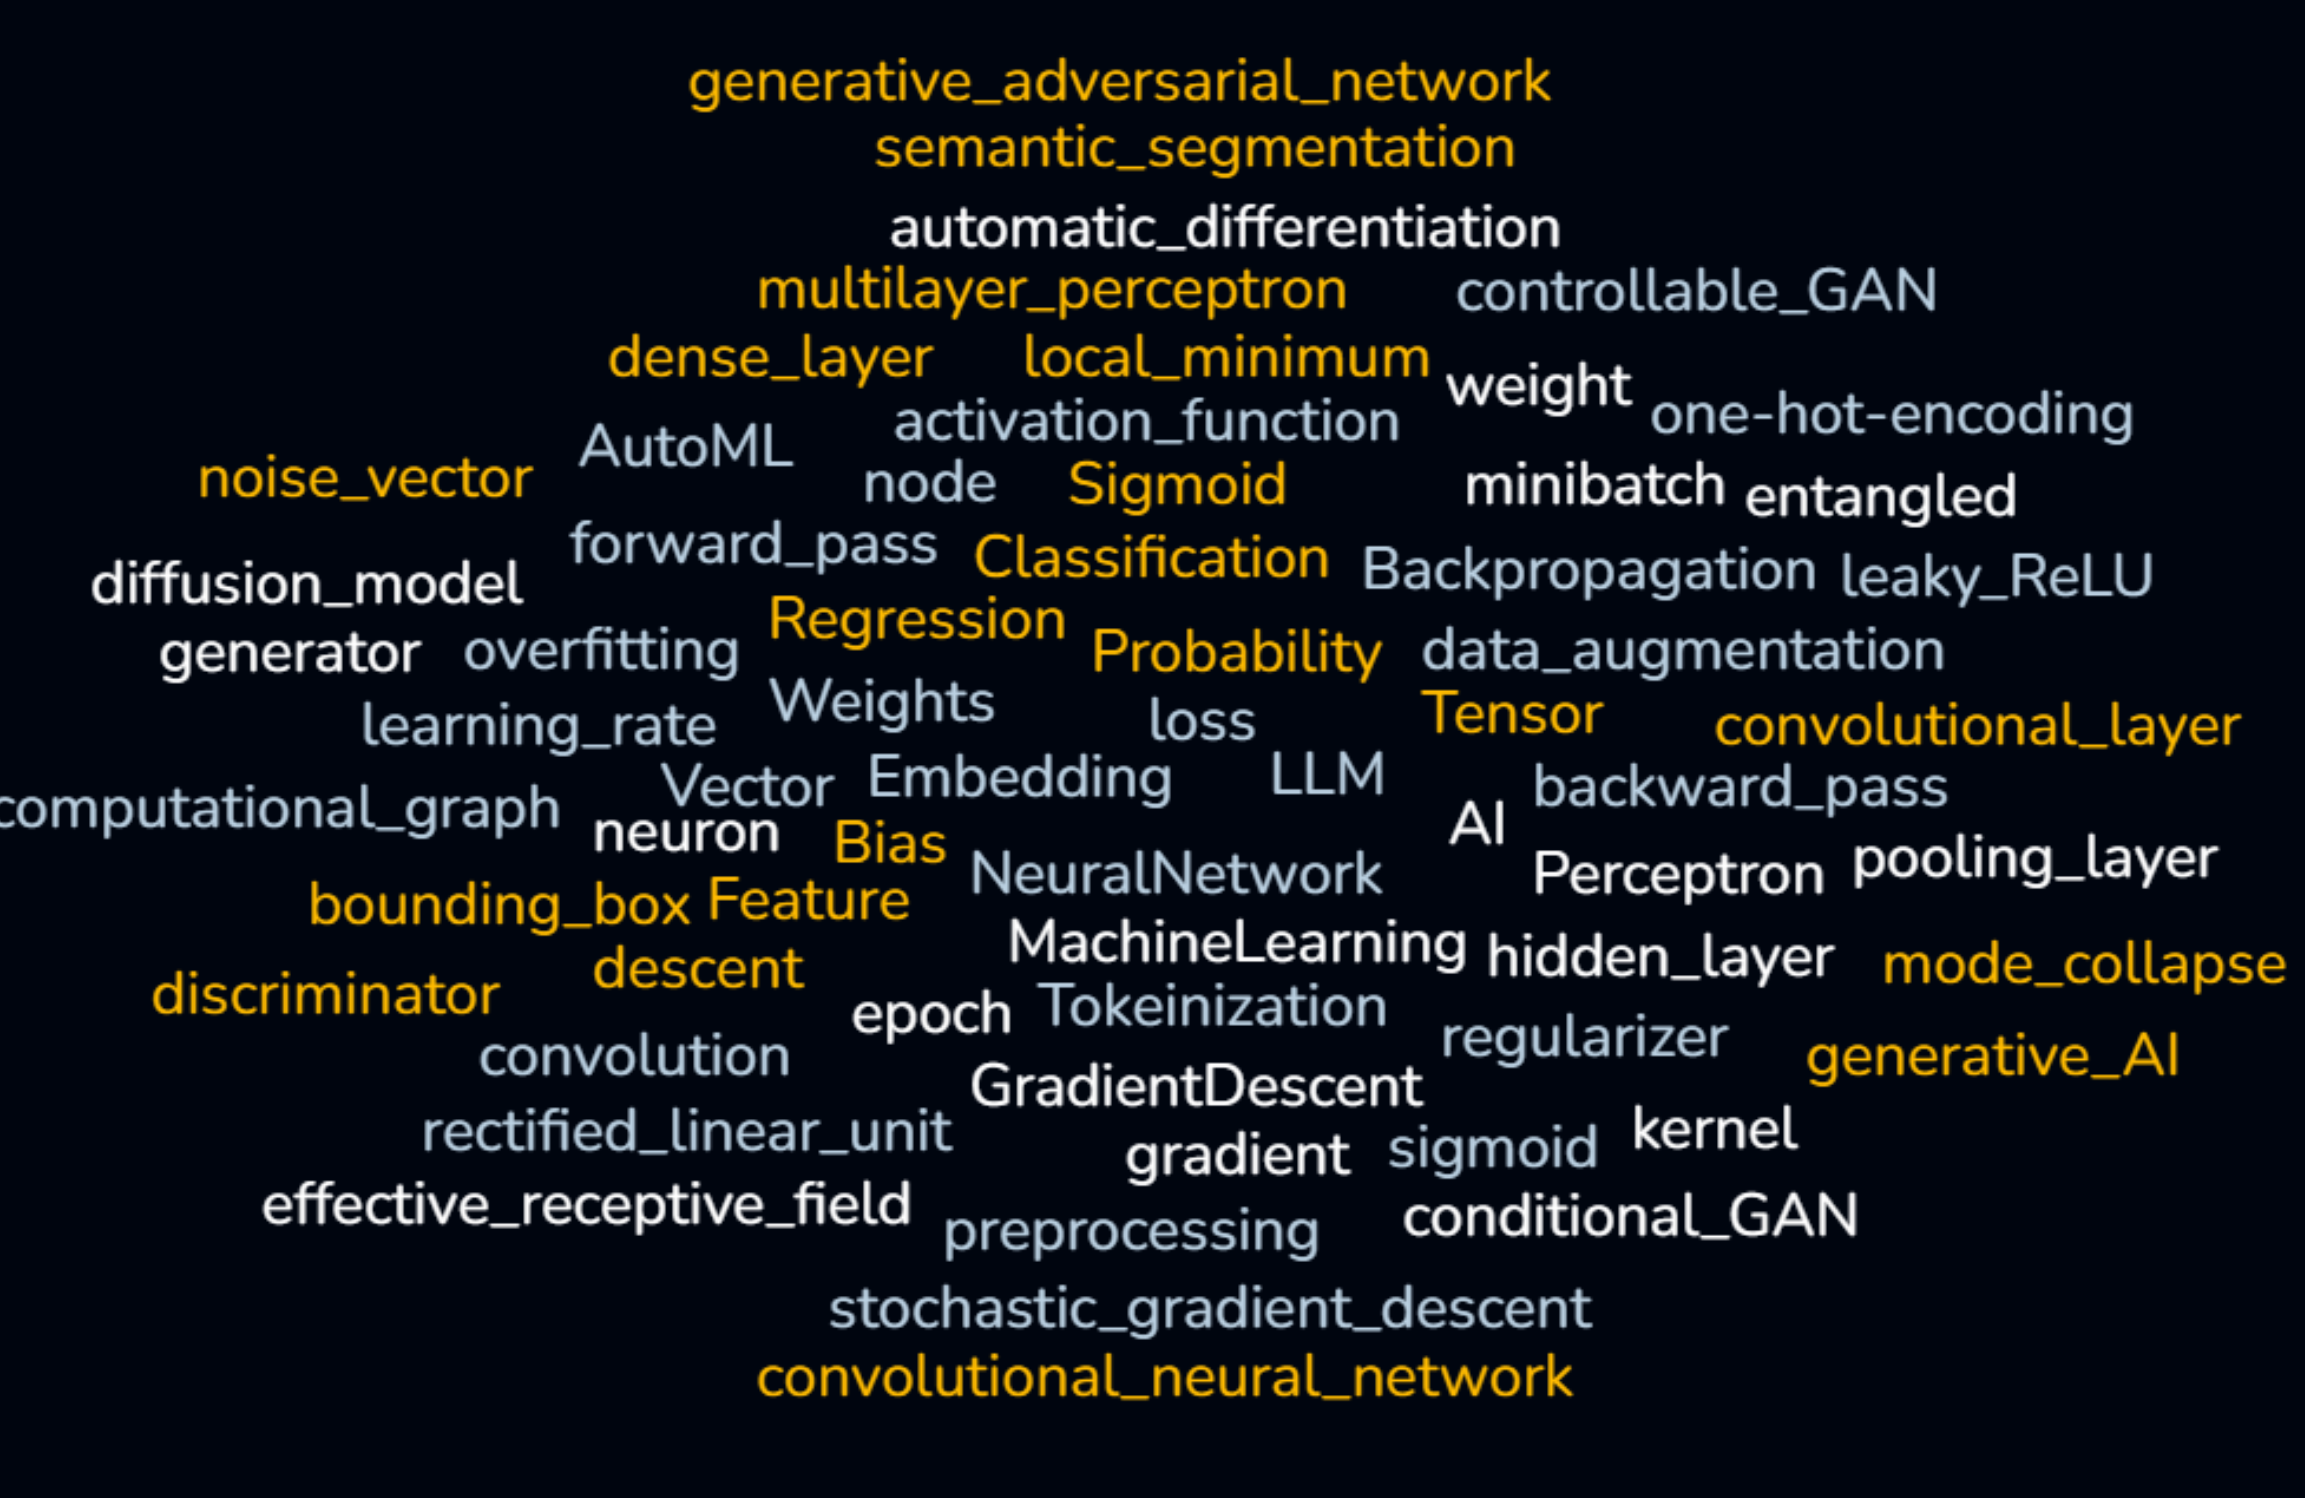 generative_adversarial_network
semantic_segmentation
automatic_differentiation
multilayer_perceptron controllable_GAN
dense_layer local_minimum weight
AutoML activation_function one-hot-encoding
noise_vector node Sigmoid minibatch entangled
forward_pass Classification Backpropagation leaky_ReLU
diffusion_model Regression
generator overfitting Probability data_augmentation
learning_rate Weights loss Tensor convolutional_layer
computational_graph Vector Embedding LLM backward_pass
neuron Bias AI
NeuralNetwork Perceptron pooling_layer
bounding_box Feature
MachineLearning hidden_layer mode_collapse
discriminator descent
epoch Tokeinization regularizer generative_AI
convolution GradientDescent
rectified_linear_unit gradient sigmoid kernel
effective_receptive_field preprocessing conditional_GAN
stochastic_gradient_descent
convolutional_neural_network